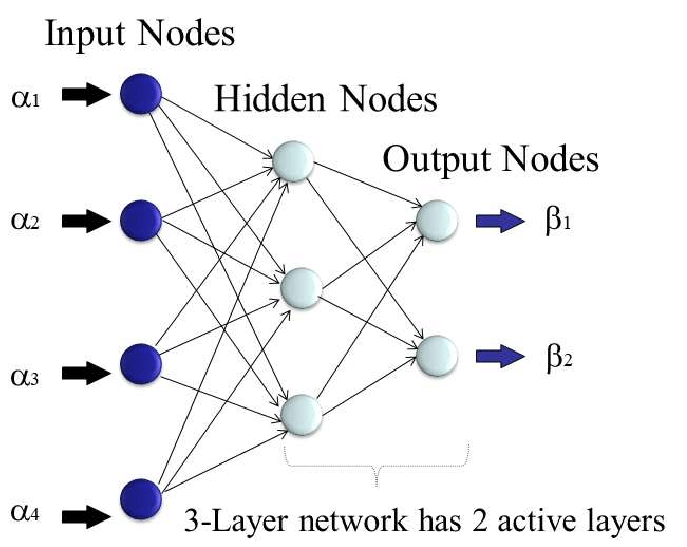 Input Nodes
α1
Hidden Nodes
Output Nodes
α2
β1
β2
α3
α4
3-Layer network has 2 active layers